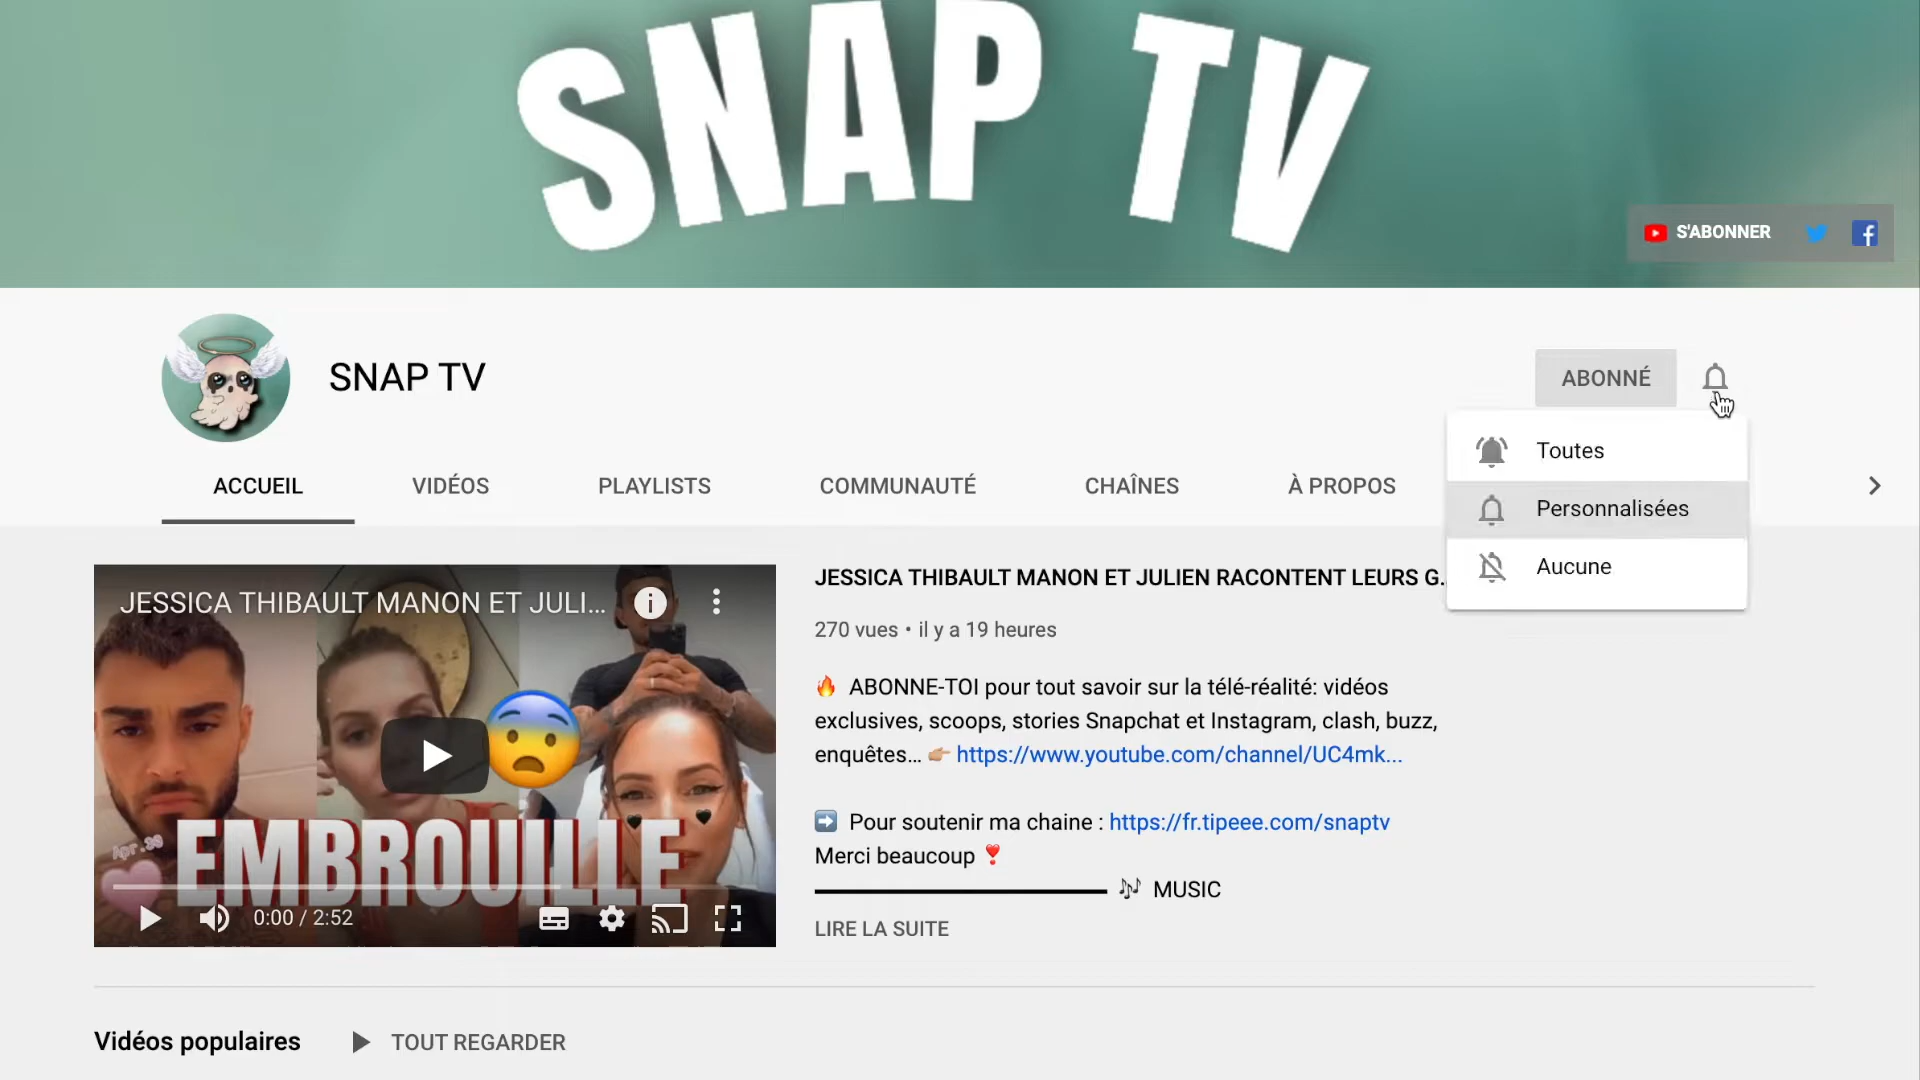 SNAP TV
S'ABONNER
SNAP TV
ABONNÉ
Toutes
Personnalisées
Aucune
ACCUEIL
VIDÉOS
PLAYLISTS
COMMUNAUTÉ
CHAÎNES
À PROPOS
JESSICA THIBAULT MANON ET JULI...
Apr. 30
EMBROUILLE
0:00 / 2:52
JESSICA THIBAULT MANON ET JULIEN RACONTENT LEURS G.
270 vues • il y a 19 heures
🔥 ABONNE-TOI pour tout savoir sur la télé-réalité: vidéos
exclusives, scoops, stories Snapchat et Instagram, clash, buzz,
enquêtes... 👉 https://www.youtube.com/channel/UC4mk...
➡️ Pour soutenir ma chaine : https://fr.tipeee.com/snaptv
Merci beaucoup ❣️
🎶 MUSIC
LIRE LA SUITE
Vidéos populaires
TOUT REGARDER